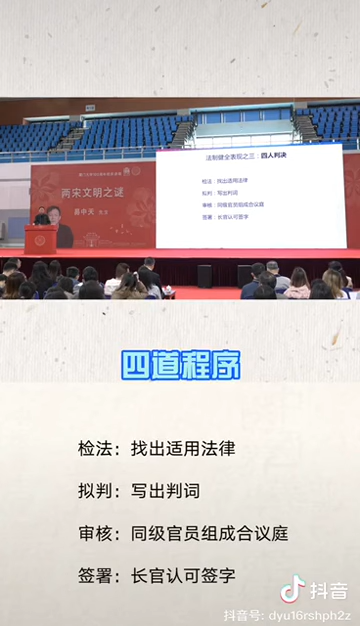 法制健全表现之三 四人判决
检法：找出适用法律
拟判：写出判词
审核：同级官员组成合议庭
签署：长官认可签字
两宋文明之谜
易中天 先生
四道程序
检法：找出适用法律
拟判：写出判词
审核：同级官员组成合议庭
签署：长官认可签字
抖音
抖音号: dyu16rshph2z